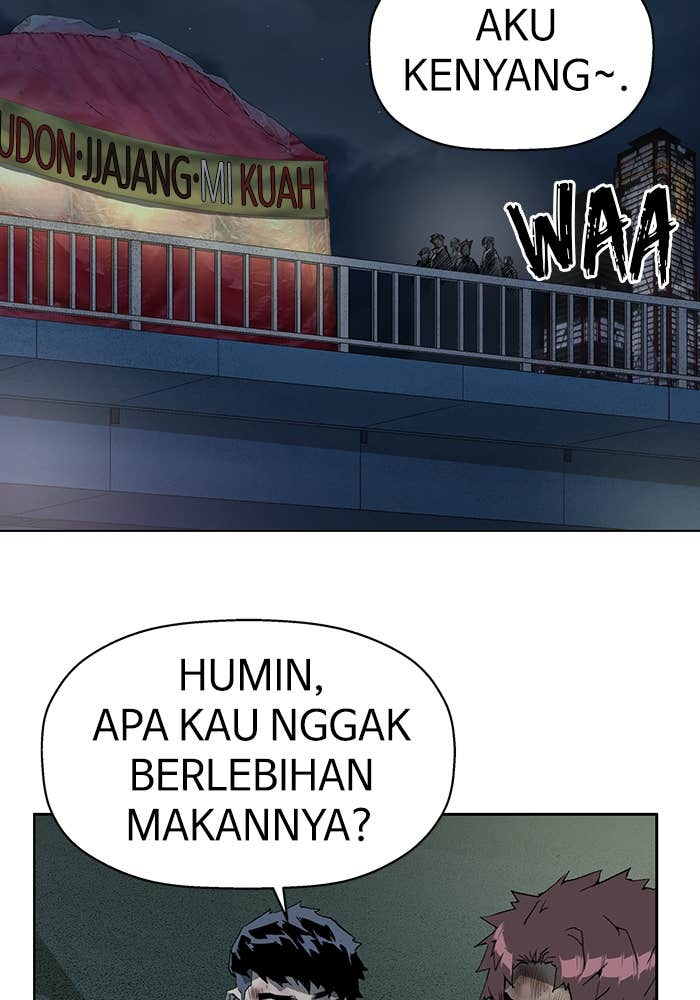 AKU
KENYANG~.
UDON·JJAJANG·MI KUAH
WAA
HUMIN,
APA KAU NGGAK
BERLEBIHAN
MAKANNYA?